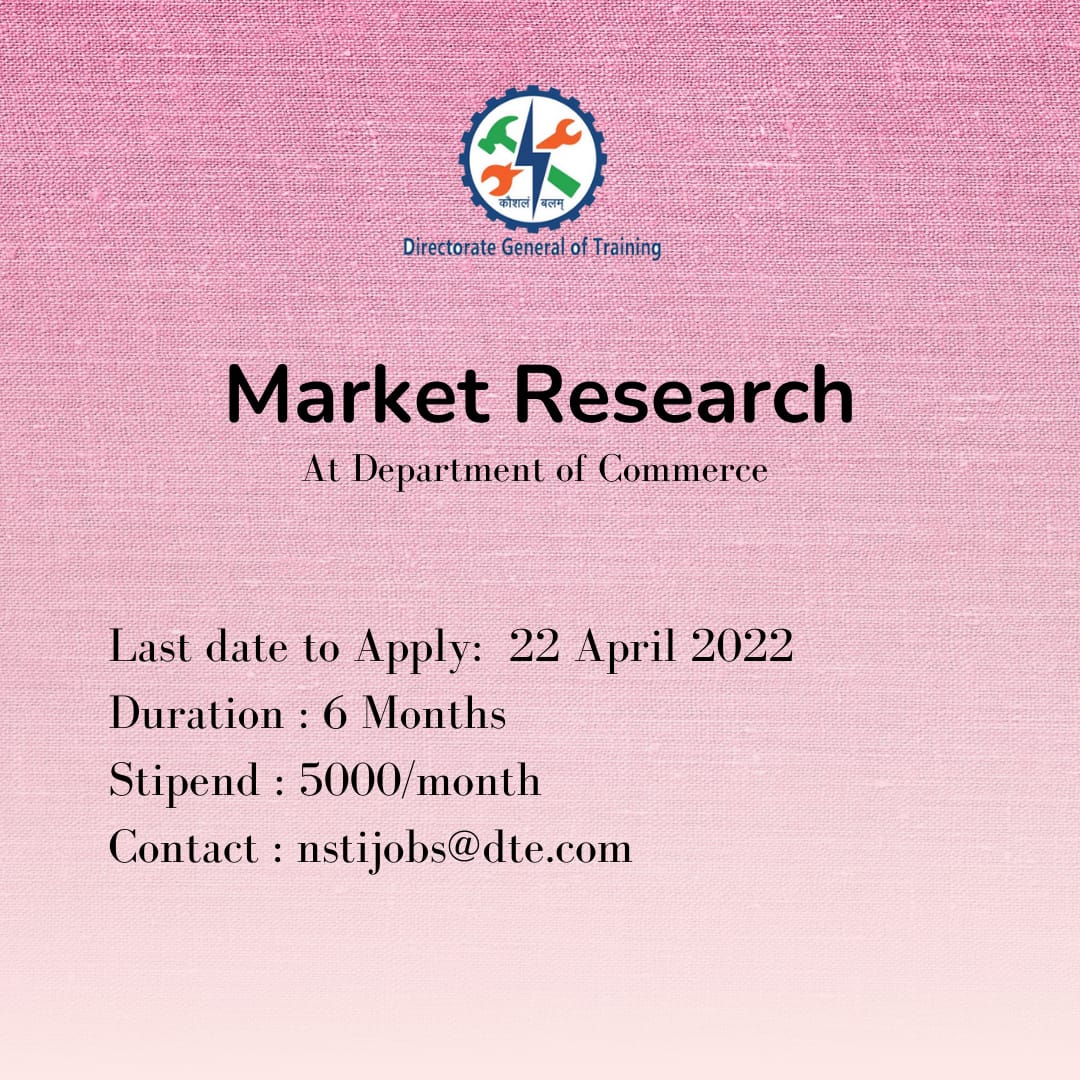 कौशलं बलम्
Directorate General of Training
Market Research
At Department of Commerce
Last date to Apply: 22 April 2022
Duration : 6 Months
Stipend : 5000/month
Contact : nstijobs@dte.com